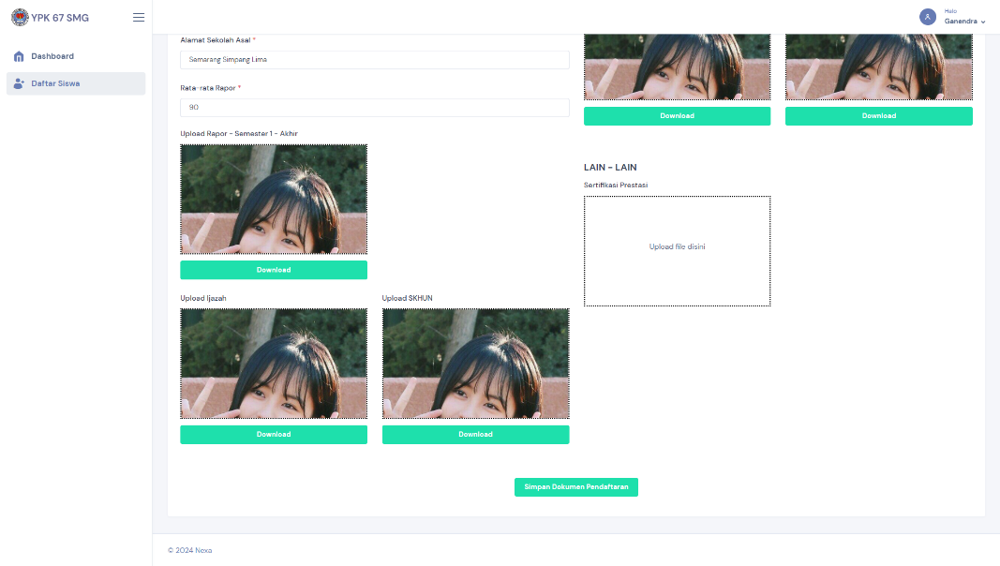 YPK 67 SMG
Halo
Ganendra
Dashboard
Daftar Siswa
Alamat Sekolah Asal *
Semarang Simpang Lima
Rata-rata Rapor *
90
Upload Rapor - Semester 1 - Akhir
Download
Upload Ijazah
Upload SKHUN
Download
Download
Download
Download
LAIN - LAIN
Sertifikasi Prestasi
Upload file disini
Simpan Dokumen Pendaftaran
© 2024 Nexa